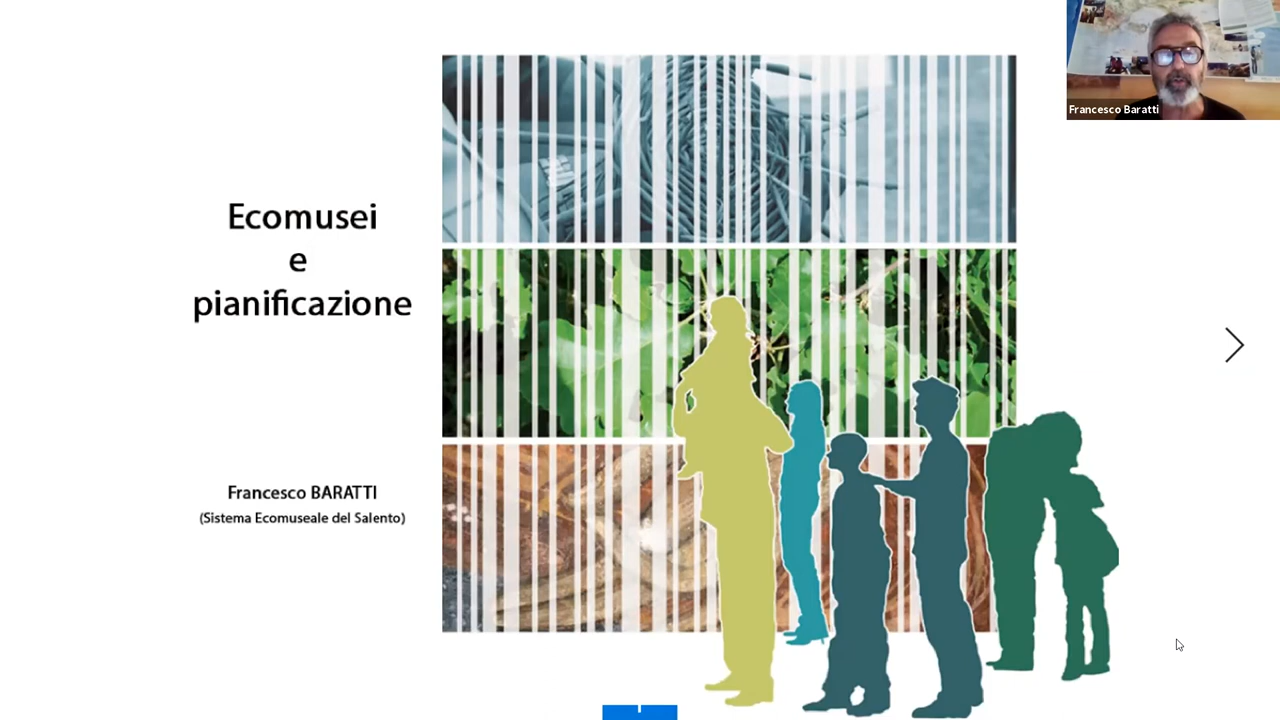 Ecomusei
e
pianificazione
Francesco BARATTI
(Sistema Ecomuseale del Salento)
Francesco Baratti